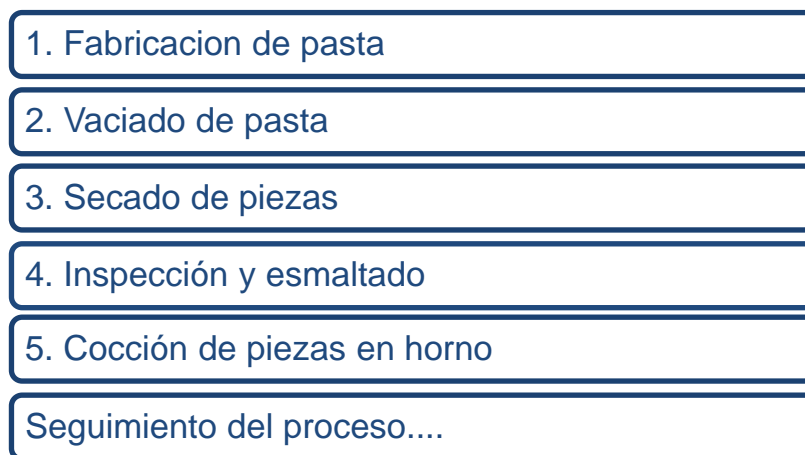 1. Fabricacion de pasta
2. Vaciado de pasta
3. Secado de piezas
4. Inspección y esmaltado
5. Cocción de piezas en horno
Seguimiento del proceso....